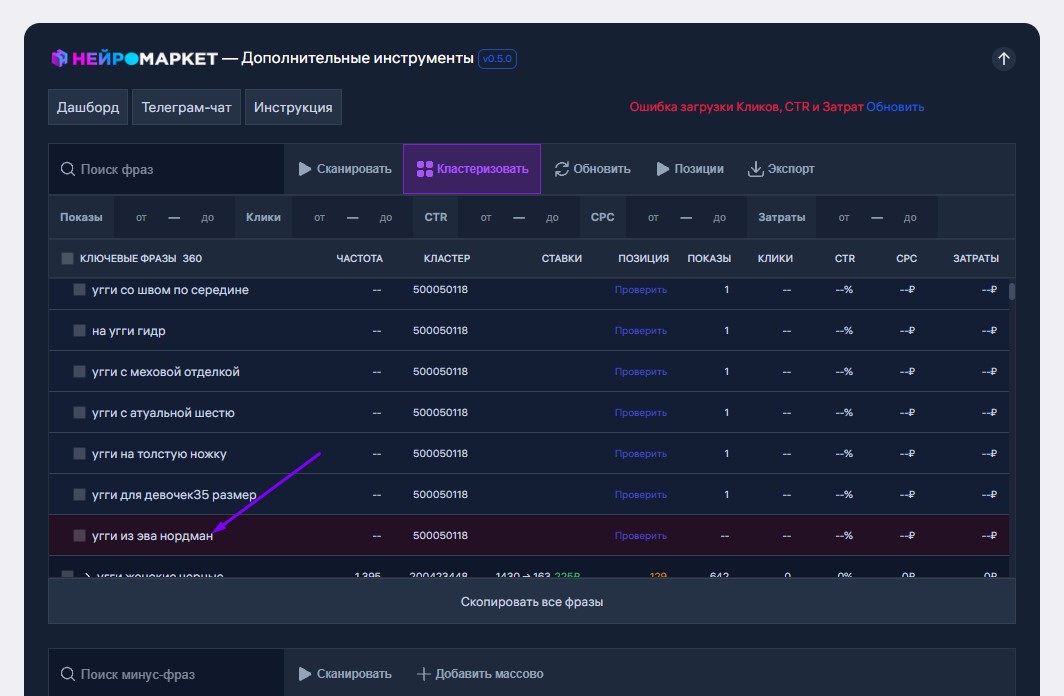 НЕЙРОМАРКЕТ — Дополнительные инструменты v0.5.0
Дашборд Телеграм-чат Инструкция Ошибка загрузки Кликов, CTR и Затрат Обновить
Поиск фраз Сканировать Кластеризовать Обновить Позиции Экспорт
Показы от — до Клики от — до CTR от — до CPC от — до Затраты от — до
КЛЮЧЕВЫЕ ФРАЗЫ 360 ЧАСТОТА КЛАСТЕР СТАВКИ ПОЗИЦИЯ ПОКАЗЫ КЛИКИ CTR CPC ЗАТРАТЫ
угги со швом по середине -- 500050118 Проверить 1 -- --% --₽ --₽
на угги гидр -- 500050118 Проверить 1 -- --% --₽ --₽
угги с меховой отделкой -- 500050118 Проверить 1 -- --% --₽ --₽
угги с атуальной шестю -- 500050118 Проверить 1 -- --% --₽ --₽
угги на толстую ножку -- 500050118 Проверить 1 -- --% --₽ --₽
угги для девочек35 размер -- 500050118 Проверить 1 -- --% --₽ --₽
угги из эва нордман -- 500050118 Проверить -- -- --% --₽ --₽
угги женские черные 1 395 200423448 1430 → 163 225₽ 129 642 0 0% 0₽ 0₽
Скопировать все фразы
Поиск минус-фраз Сканировать Добавить массово